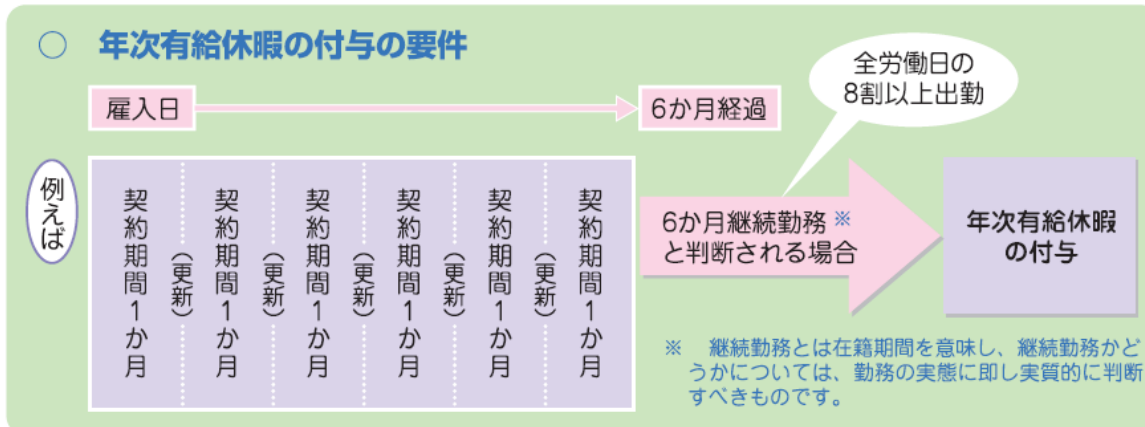 ○ 年次有給休暇の付与の要件
全労働日の
8割以上出勤
雇入日
6か月経過
例えば
契約期間1か月
(更新)
契約期間1か月
(更新)
契約期間1か月
(更新)
契約期間1か月
(更新)
契約期間1か月
(更新)
契約期間1か月
6か月継続勤務※
と判断される場合
年次有給休暇
の付与
※ 継続勤務とは在籍期間を意味し、継続勤務かど
うかについては、勤務の実態に即し実質的に判断
すべきものです。